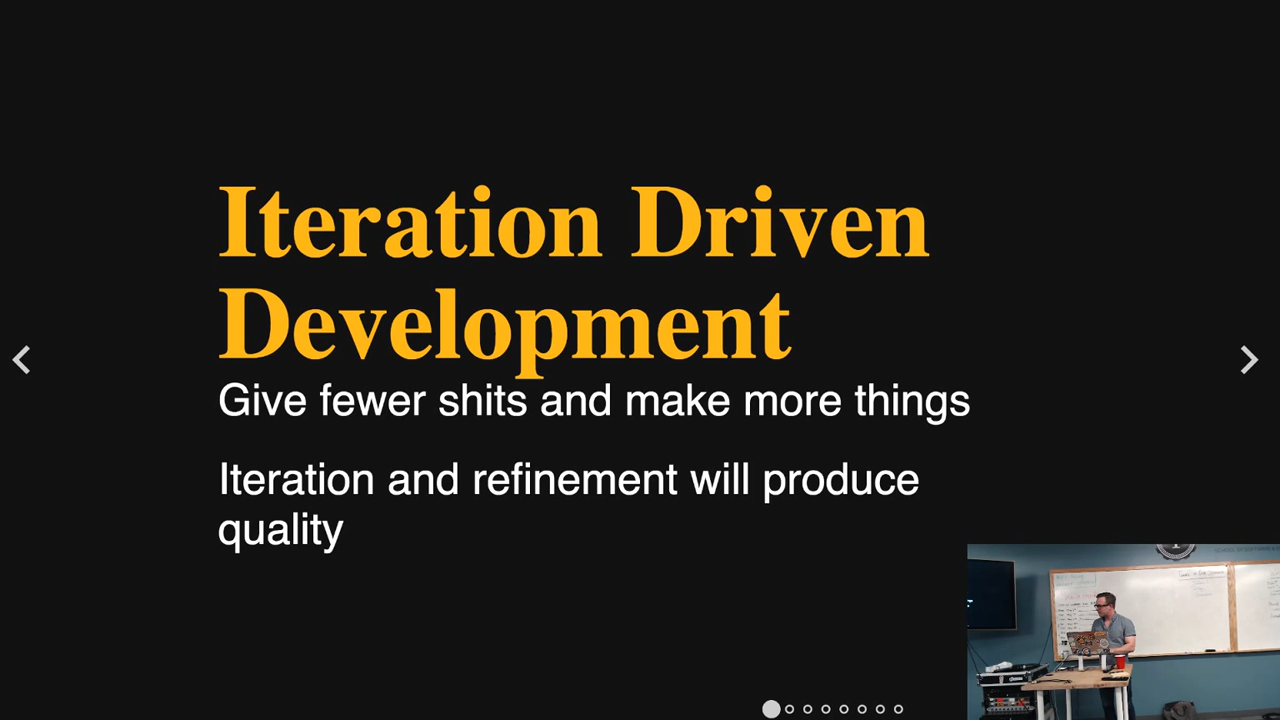 Iteration Driven
Development
Give fewer shits and make more things
Iteration and refinement will produce
quality